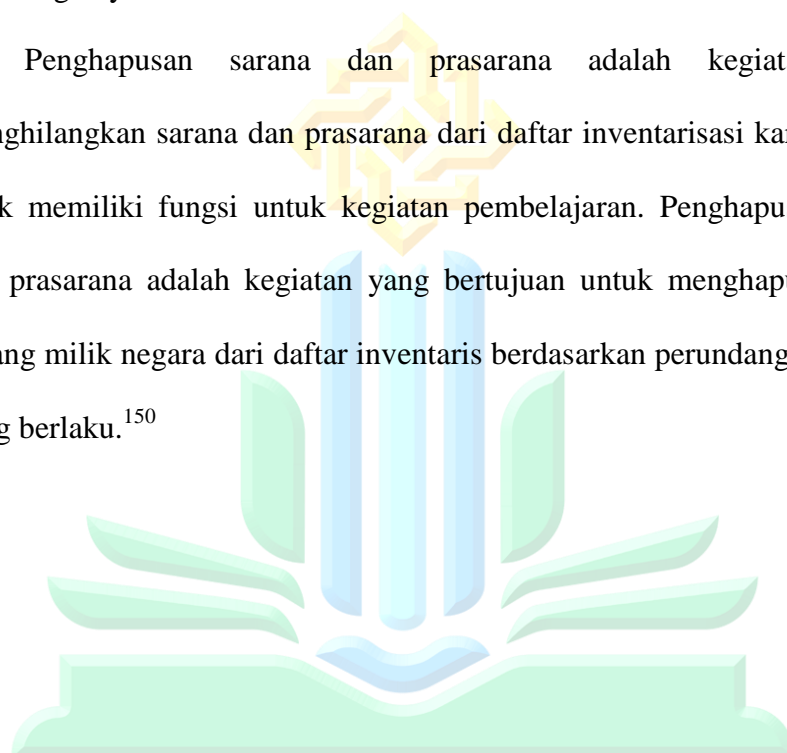 Penghapusan sarana dan prasarana adalah kegiat
nghilangkan sarana dan prasarana dari daftar inventarisasi kar
k memiliki fungsi untuk kegiatan pembelajaran. Penghapu
prasarana adalah kegiatan yang bertujuan untuk menghapu
ang milik negara dari daftar inventaris berdasarkan perundang
g berlaku.150